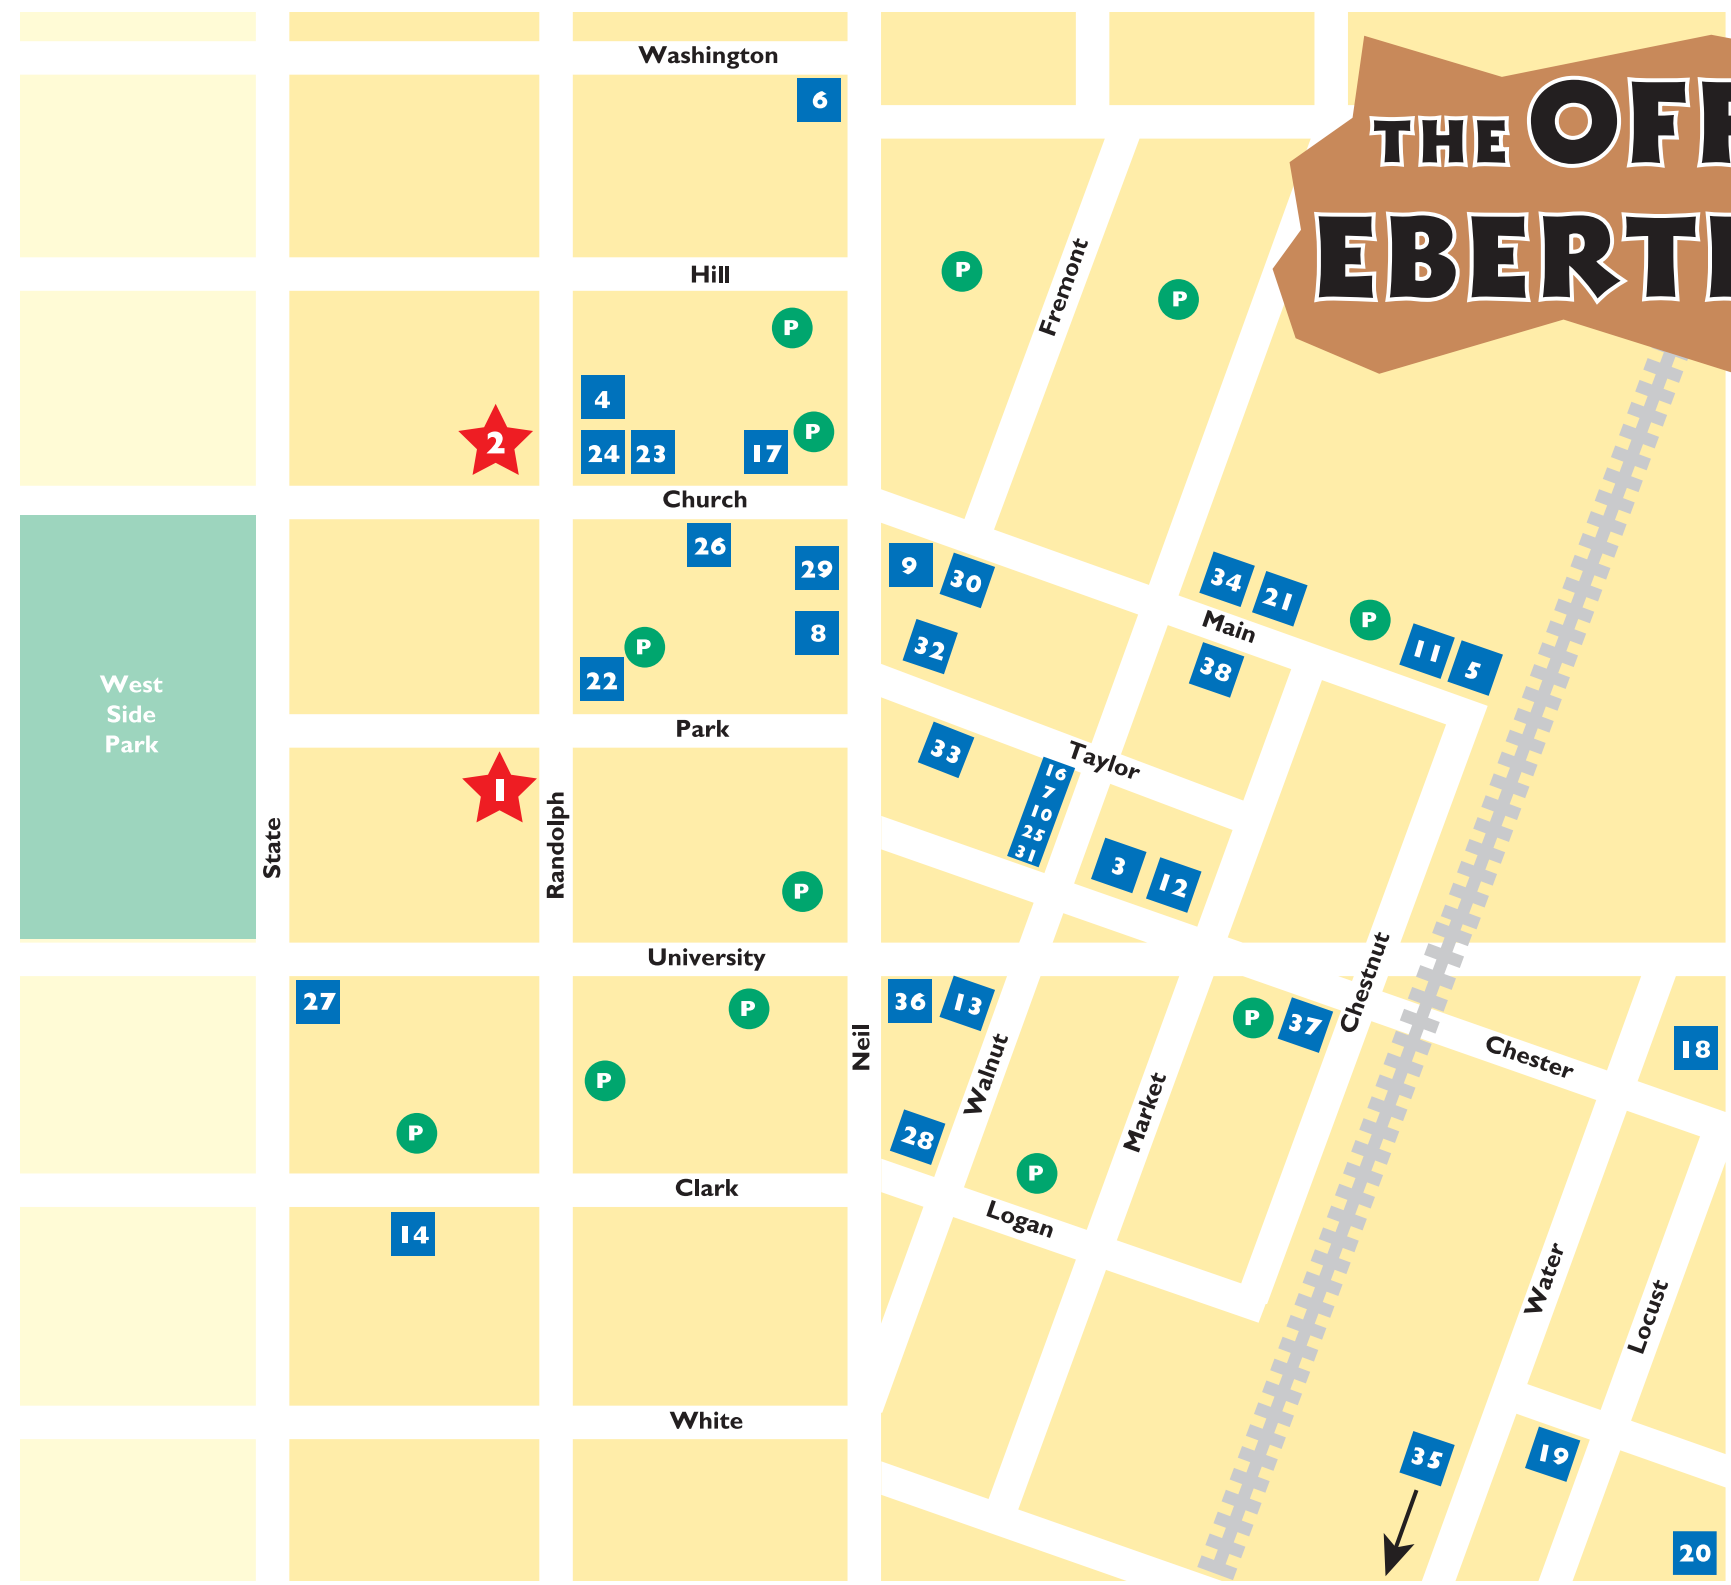 Washington
6
THE OFF
EBERT
Hill
Fremont
P
P
P
4
2
P
24 23 17
Church
26
29
9
30
34
21
8
P
32
Main
P
11
5
22
38
West
Side
Park
Park
33
Taylor
16
7
10
25
31
1
State
Randolph
3
12
P
University
27
P
36
13
P
37
Chestnut
Neil
Walnut
Chester
18
P
P
Market
28
P
Clark
Logan
14
Water
Locust
White
35
19
20